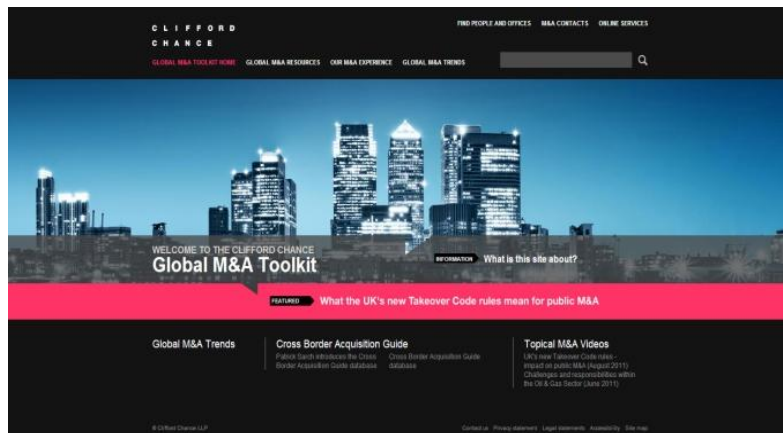 CLIFFORD
CHANCE
FIND PEOPLE AND OFFICES M&A CONTACTS ONLINE SERVICES
GLOBAL M&A TOOLKIT HOME GLOBAL M&A RESOURCES OUR M&A EXPERIENCE GLOBAL M&A TRENDS
WELCOME TO THE CLIFFORD CHANCE
Global M&A Toolkit
INFORMATION What is this site about?
FEATURED What the UK's new Takeover Code rules mean for public M&A
Global M&A Trends
Cross Border Acquisition Guide
Patrick Sarch introduces the Cross
Border Acquisition Guide database
Cross Border Acquisition Guide
database
Topical M&A Videos
UK's new Takeover Code rules -
impact on public M&A (August 2011)
Challenges and responsibilities within
the Oil & Gas Sector (June 2011)
© Clifford Chance LLP
Contact us Privacy statement Legal statements Accessibility Site map